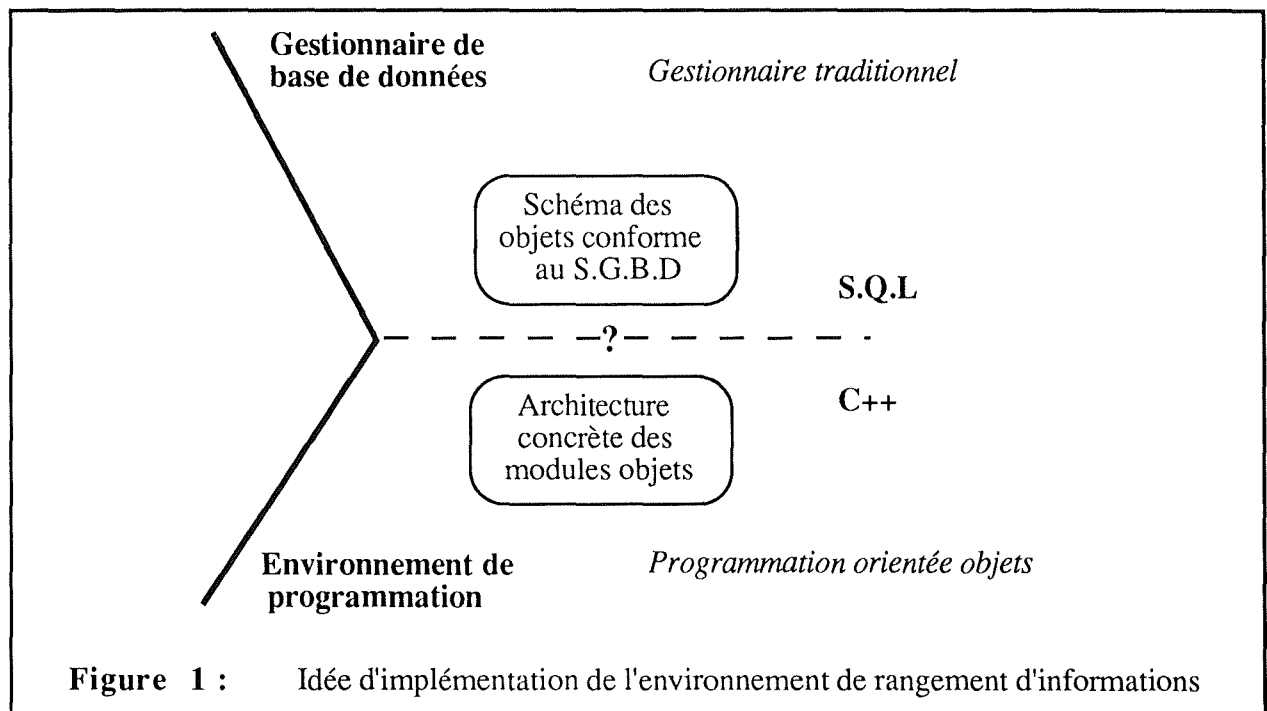 Gestionnaire de
base de données
Gestionnaire traditionnel
Schéma des
objets conforme
au S.G.B.D
S.Q.L
?
C++
Architecture
concrète des
modules objets
Environnement de
programmation
Programmation orientée objets
Figure 1 : Idée d'implémentation de l'environnement de rangement d'informations